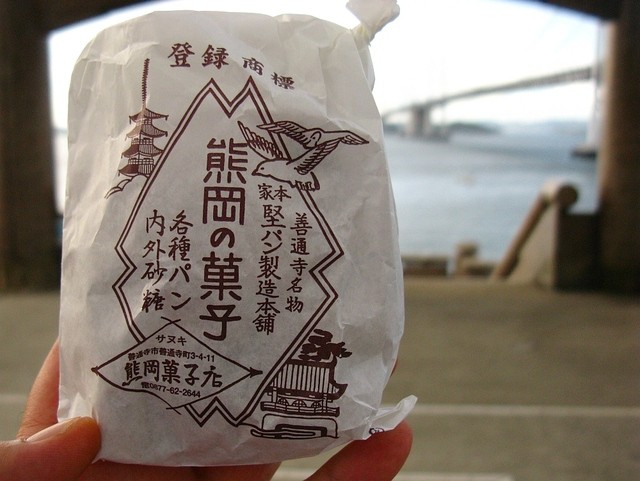 登録商標
善通寺名物
本家
堅パン製造本舗
熊岡の菓子
各種パン
内外砂糖
サヌキ
善通寺市善通寺町3-4-11
熊岡菓子店
☎0877-62-2644